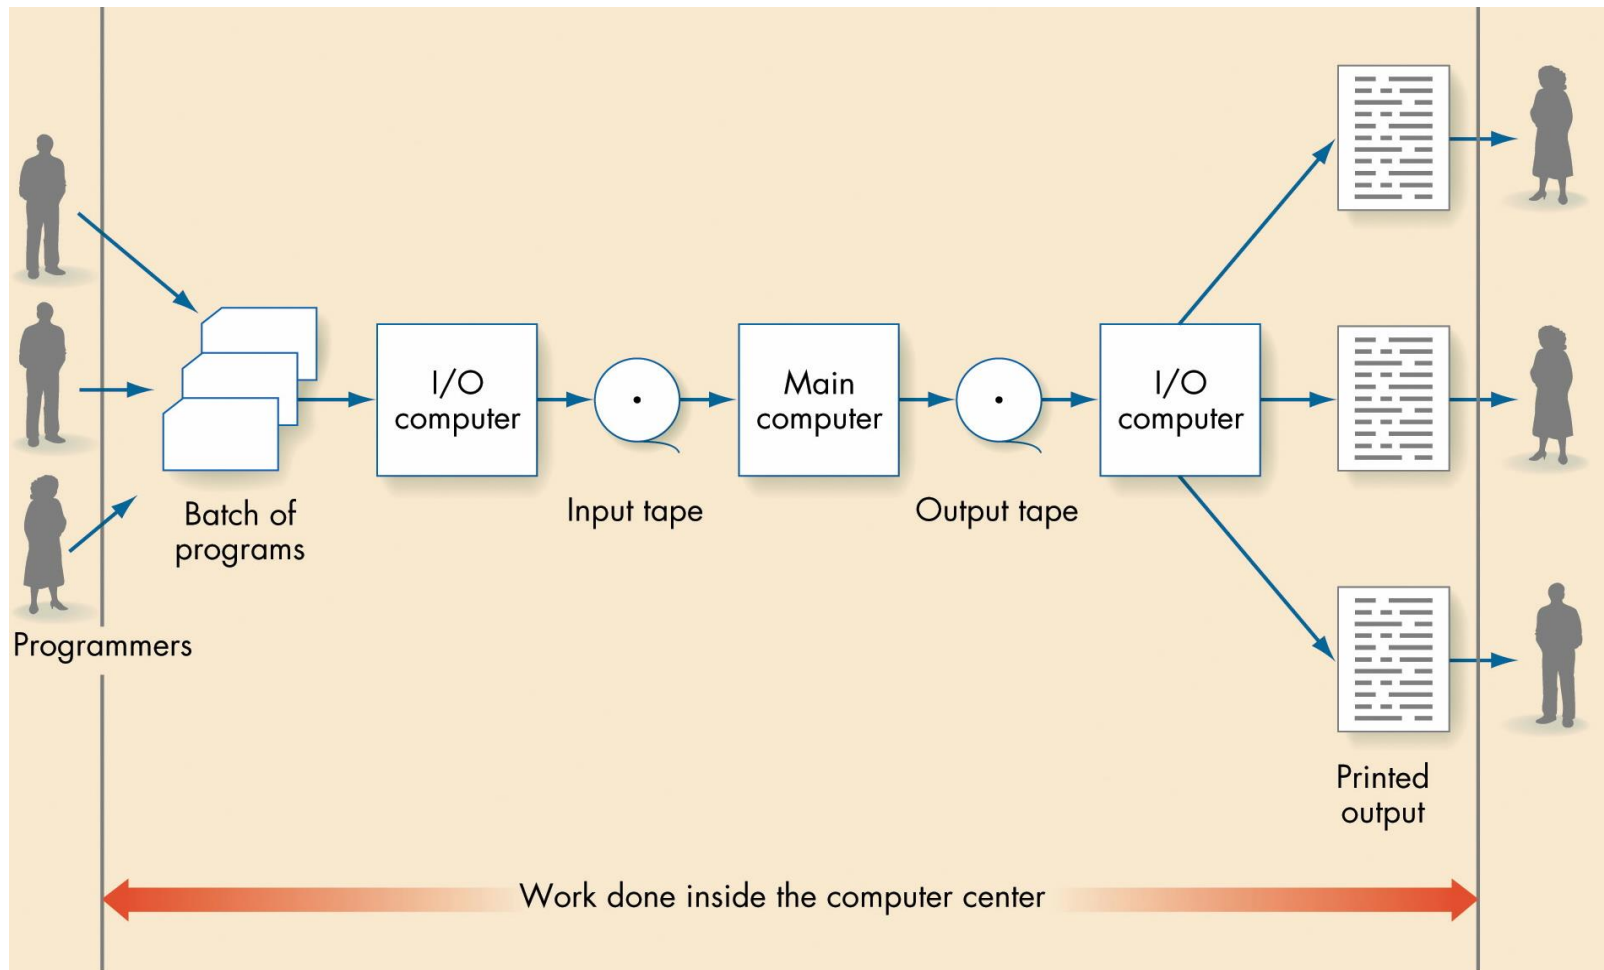 Programmers
Batch of
programs
I/O
computer
Input tape
Main
computer
Output tape
I/O
computer
Printed
output
Work done inside the computer center